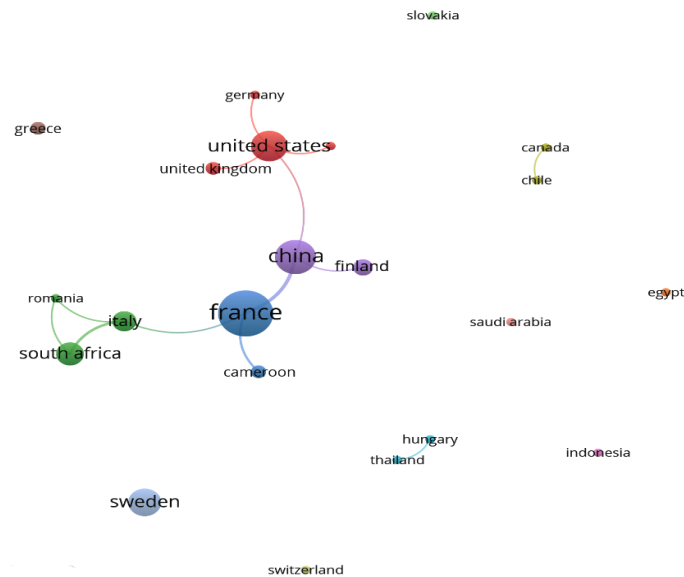 slovakia
germany
greece
united states
canada
united kingdom
chile
china
finland
romania
egypt
france
italy
saudi arabia
south africa
cameroon
hungary
thailand
indonesia
sweden
switzerland